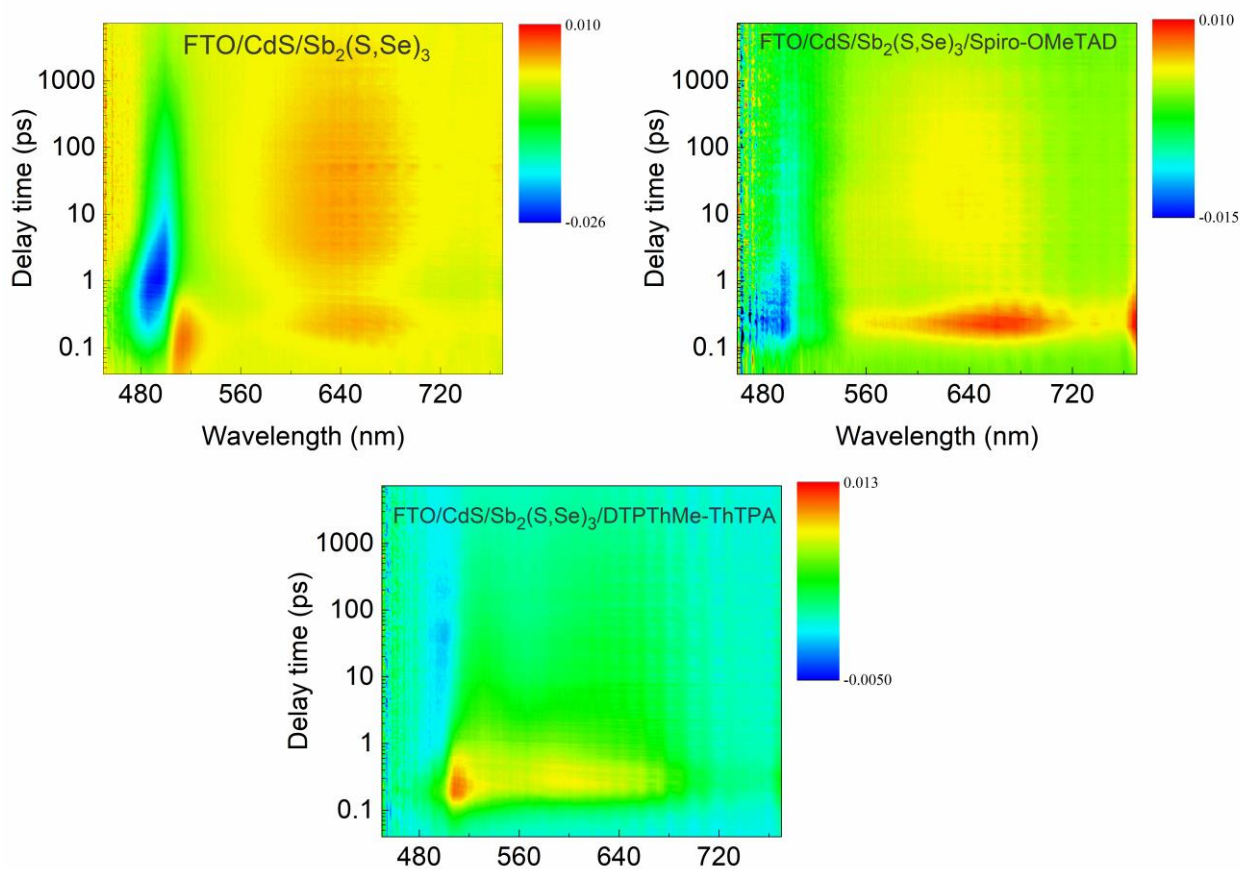 FTO/CdS/Sb2(S,Se)3
0.010
-0.026
1000
100
10
1
0.1
Delay time (ps)
480 560 640 720
Wavelength (nm)
FTO/CdS/Sb2(S,Se)3/Spiro-OMeTAD
0.010
-0.015
1000
100
10
1
0.1
Delay time (ps)
480 560 640 720
Wavelength (nm)
FTO/CdS/Sb2(S,Se)3/DTPThMe-ThTPA
0.013
-0.0050
1000
100
10
1
0.1
Delay time (ps)
480 560 640 720